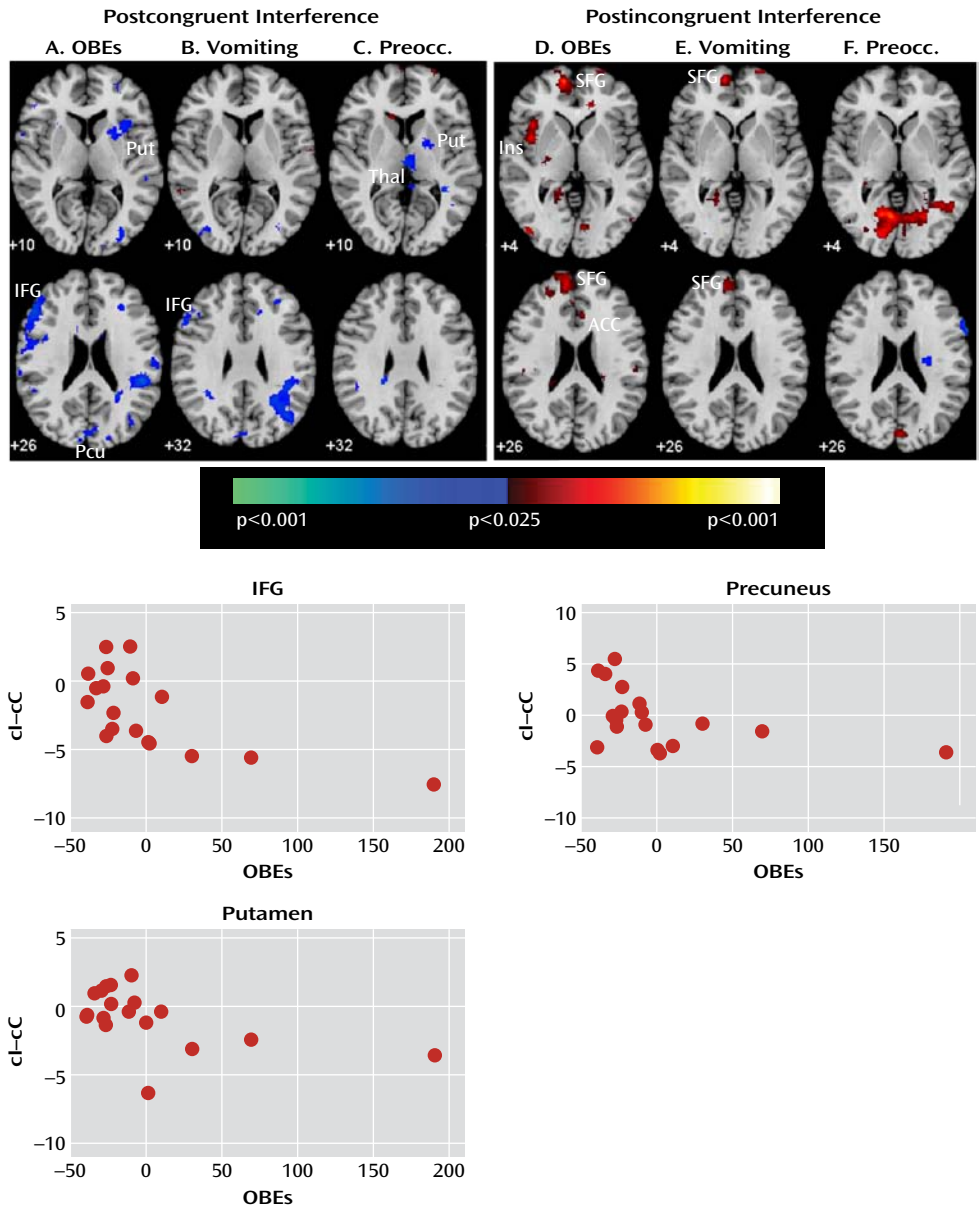 Postcongruent Interference
Postincongruent Interference
A. OBEs
B. Vomiting
C. Preocc.
D. OBEs
E. Vomiting
F. Preocc.
Put
+10
+10
Put
Thal
+10
SFG
Ins
+4
SFG
+4
+4
IFG
Pcu
+26
IFG
+32
+32
SFG
ACC
+26
SFG
+26
+26
p<0.001
p<0.025
p<0.001
IFG
5
0
−5
−10
cI–cC
−50 0 50 100 150 200
OBEs
Precuneus
10
5
0
−5
−10
cI–cC
−50 0 50 100 150
OBEs
Putamen
5
0
−5
−10
cI–cC
−50 0 50 100 150 200
OBEs